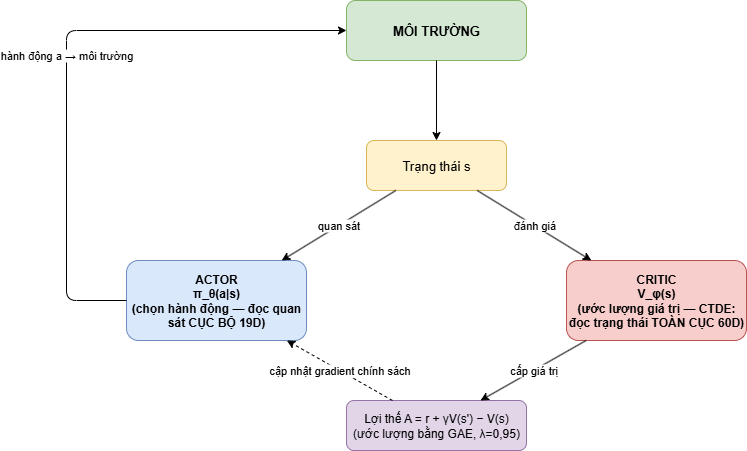 MÔI TRƯỜNG
hành động a → môi trường
Trạng thái s
quan sát
đánh giá
ACTOR
π_θ(a|s)
(chọn hành động — đọc quan
sát CỤC BỘ 19D)
CRITIC
V_φ(s)
(ước lượng giá trị — CTDE:
đọc trạng thái TOÀN CỤC 60D)
cập nhật gradient chính sách
cấp giá trị
Lợi thế A = r + γV(s') − V(s)
(ước lượng bằng GAE, λ=0,95)